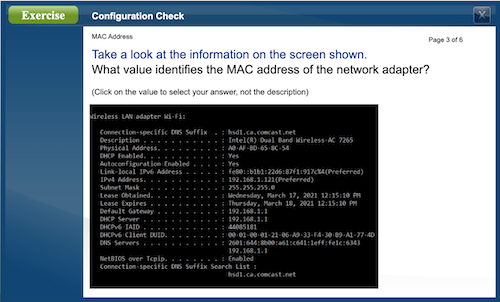 Exercise
Configuration Check
X
MAC Address
Page 3 of 6
Take a look at the information on the screen shown.
What value identifies the MAC address of the network adapter?
(Click on the value to select your answer, not the description)
Wireless LAN adapter Wi-Fi:
Connection-specific DNS Suffix . : hsd1.ca.comcast.net
Description . . . . . . . . . . . : Intel(R) Dual Band Wireless-AC 7265
Physical Address. . . . . . . . . : A0-AF-BD-65-8C-54
DHCP Enabled. . . . . . . . . . . : Yes
Autoconfiguration Enabled . . . . : Yes
Link-local IPv6 Address . . . . . : fe80::b1b1:22d6:87f1:917c%4(Preferred)
IPv4 Address. . . . . . . . . . . : 192.168.1.121(Preferred)
Subnet Mask . . . . . . . . . . . : 255.255.255.0
Lease Obtained. . . . . . . . . . : Wednesday, March 17, 2021 12:15:10 PM
Lease Expires . . . . . . . . . . : Thursday, March 18, 2021 12:15:10 PM
Default Gateway . . . . . . . . . : 192.168.1.1
DHCP Server . . . . . . . . . . . : 192.168.1.1
DHCPv6 IAID . . . . . . . . . . . : 44085181
DHCPv6 Client DUID. . . . . . . . : 00-01-00-01-21-06-A9-33-F4-30-B9-A1-77-4D
DNS Servers . . . . . . . . . . . : 2601:644:8b00:a61:c641:1eff:fe1c:6343
192.168.1.1
NetBIOS over Tcpip. . . . . . . . : Enabled
Connection-specific DNS Suffix Search List :
hsd1.ca.comcast.net